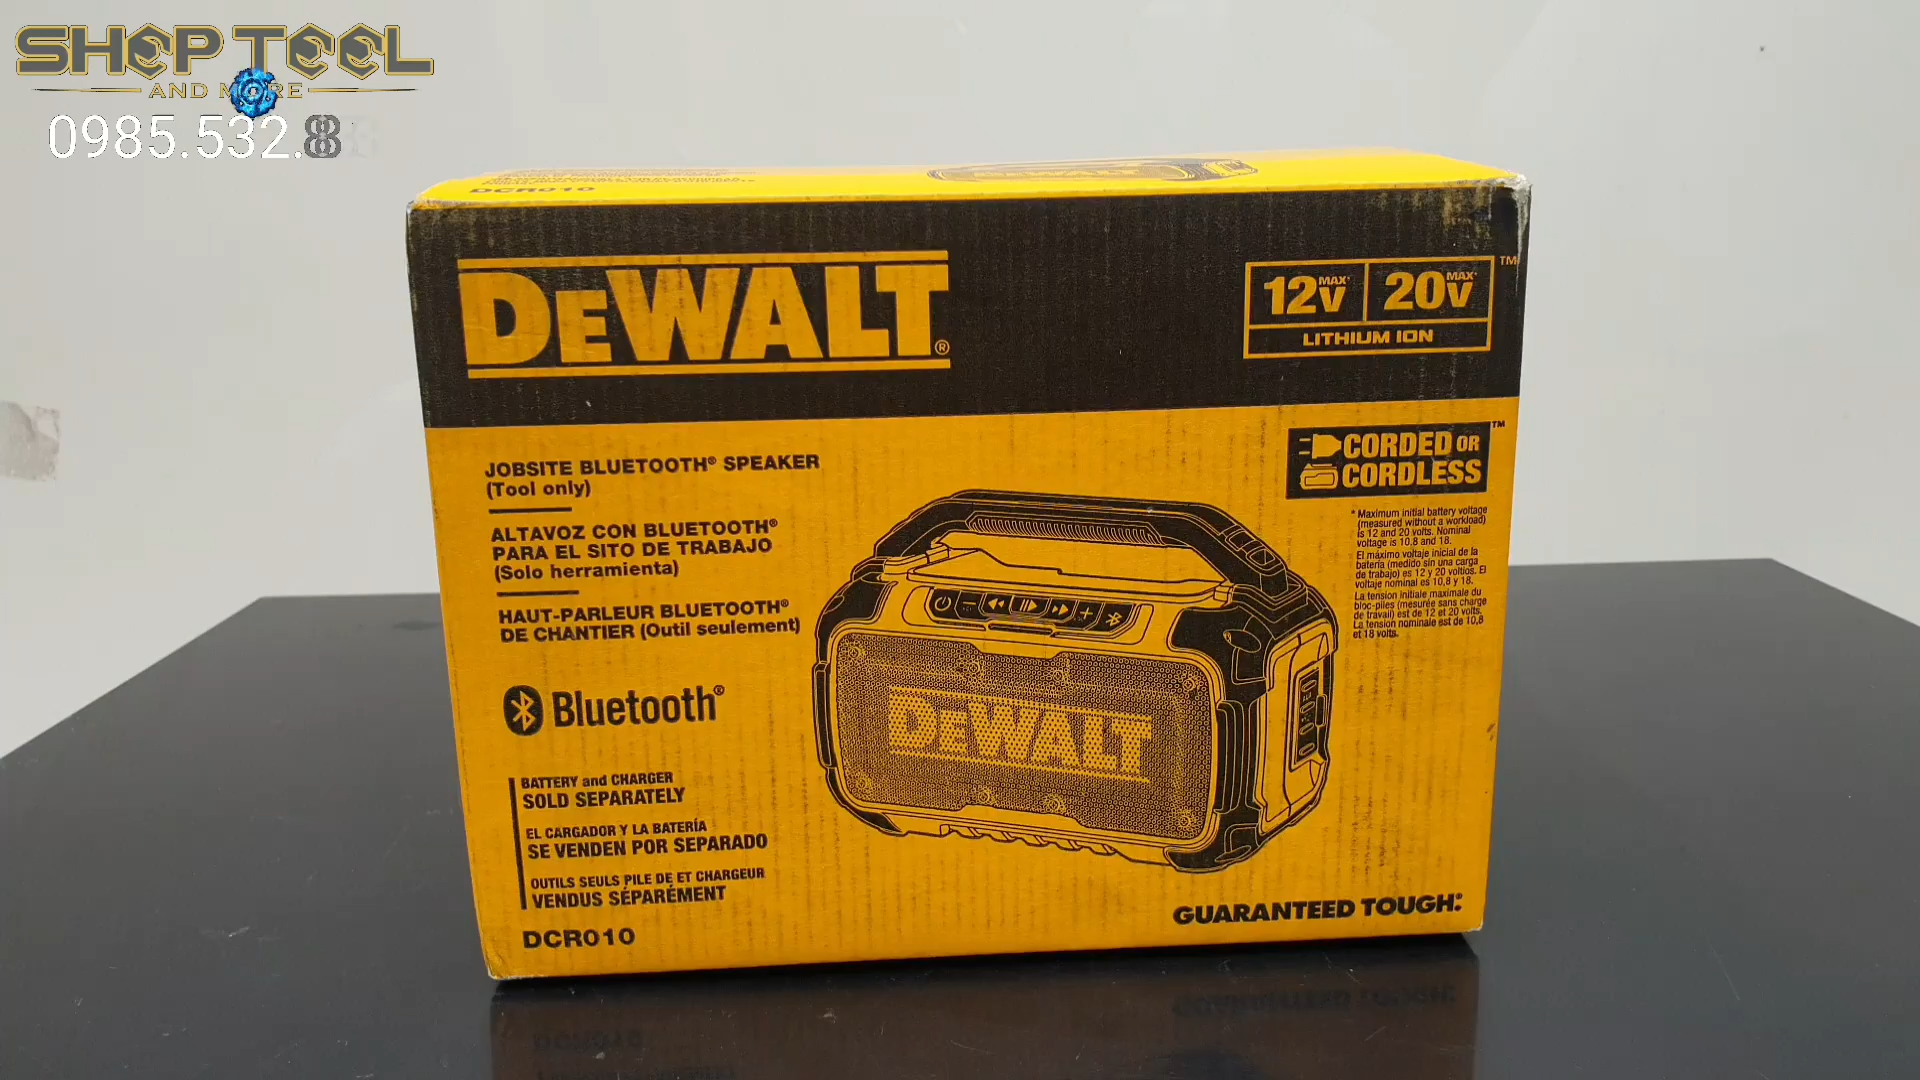 SHOP TOOL
AND MORE
0985.532.8
DCR010
DEWALT
DEWALT®
12V MAX* 20V MAX* ™
LITHIUM ION
CORDED OR ™
CORDLESS
JOBSITE BLUETOOTH® SPEAKER
(Tool only)
ALTAVOZ CON BLUETOOTH®
PARA EL SITO DE TRABAJO
(Solo herramienta)
HAUT-PARLEUR BLUETOOTH®
DE CHANTIER (Outil seulement)
* Maximum initial battery voltage
(measured without a workload)
is 12 and 20 volts. Nominal
voltage is 10,8 and 18.
El máximo voltaje inicial de la
batería (medido sin una carga
de trabajo) es 12 y 20 voltios. El
voltaje nominal es 10,8 y 18.
La tension initiale maximale du
bloc-piles (mesurée sans charge
de travail) est de 12 et 20 volts.
La tension nominale est de 10,8
et 18 volts.
Bluetooth®
DEWALT
BATTERY and CHARGER
SOLD SEPARATELY
EL CARGADOR Y LA BATERÍA
SE VENDEN POR SEPARADO
OUTILS SEULS PILE DE ET CHARGEUR
VENDUS SÉPARÉMENT
DCR010
GUARANTEED TOUGH.®